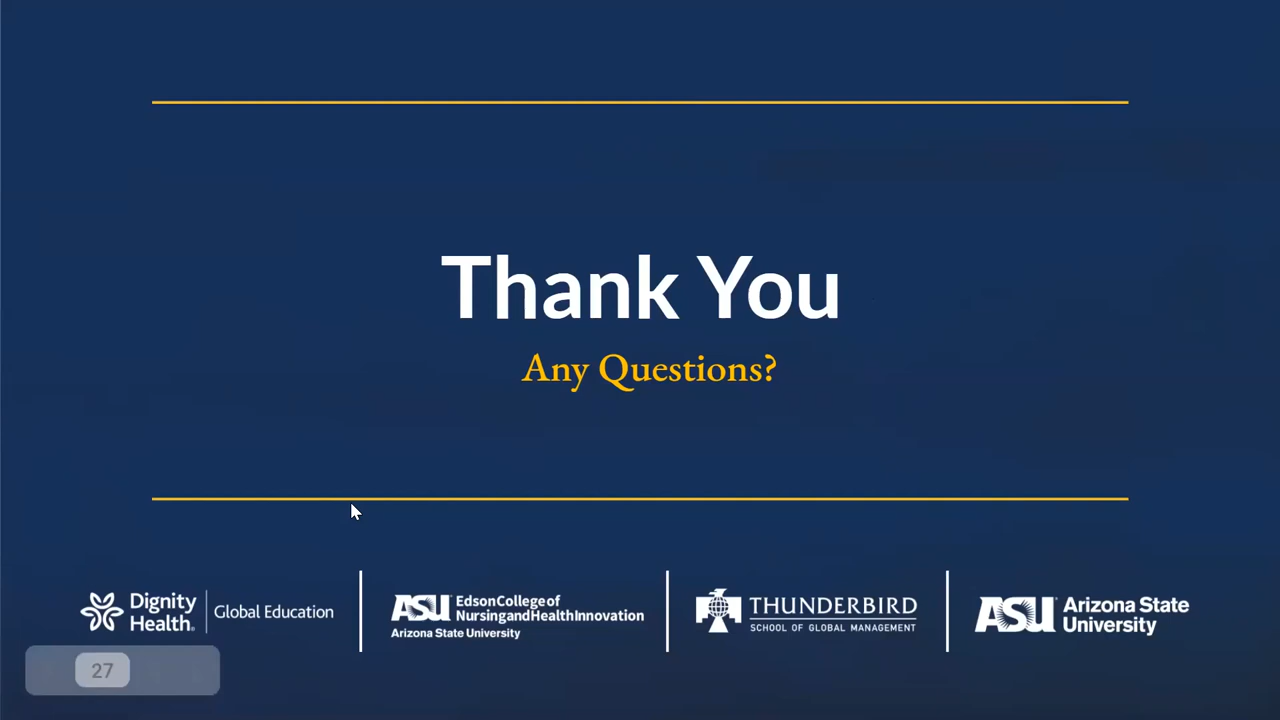 Thank You
Any Questions?
Dignity Health. Global Education
ASU Edson College of Nursing and Health Innovation
Arizona State University
THUNDERBIRD
SCHOOL OF GLOBAL MANAGEMENT
ASU Arizona State University
27